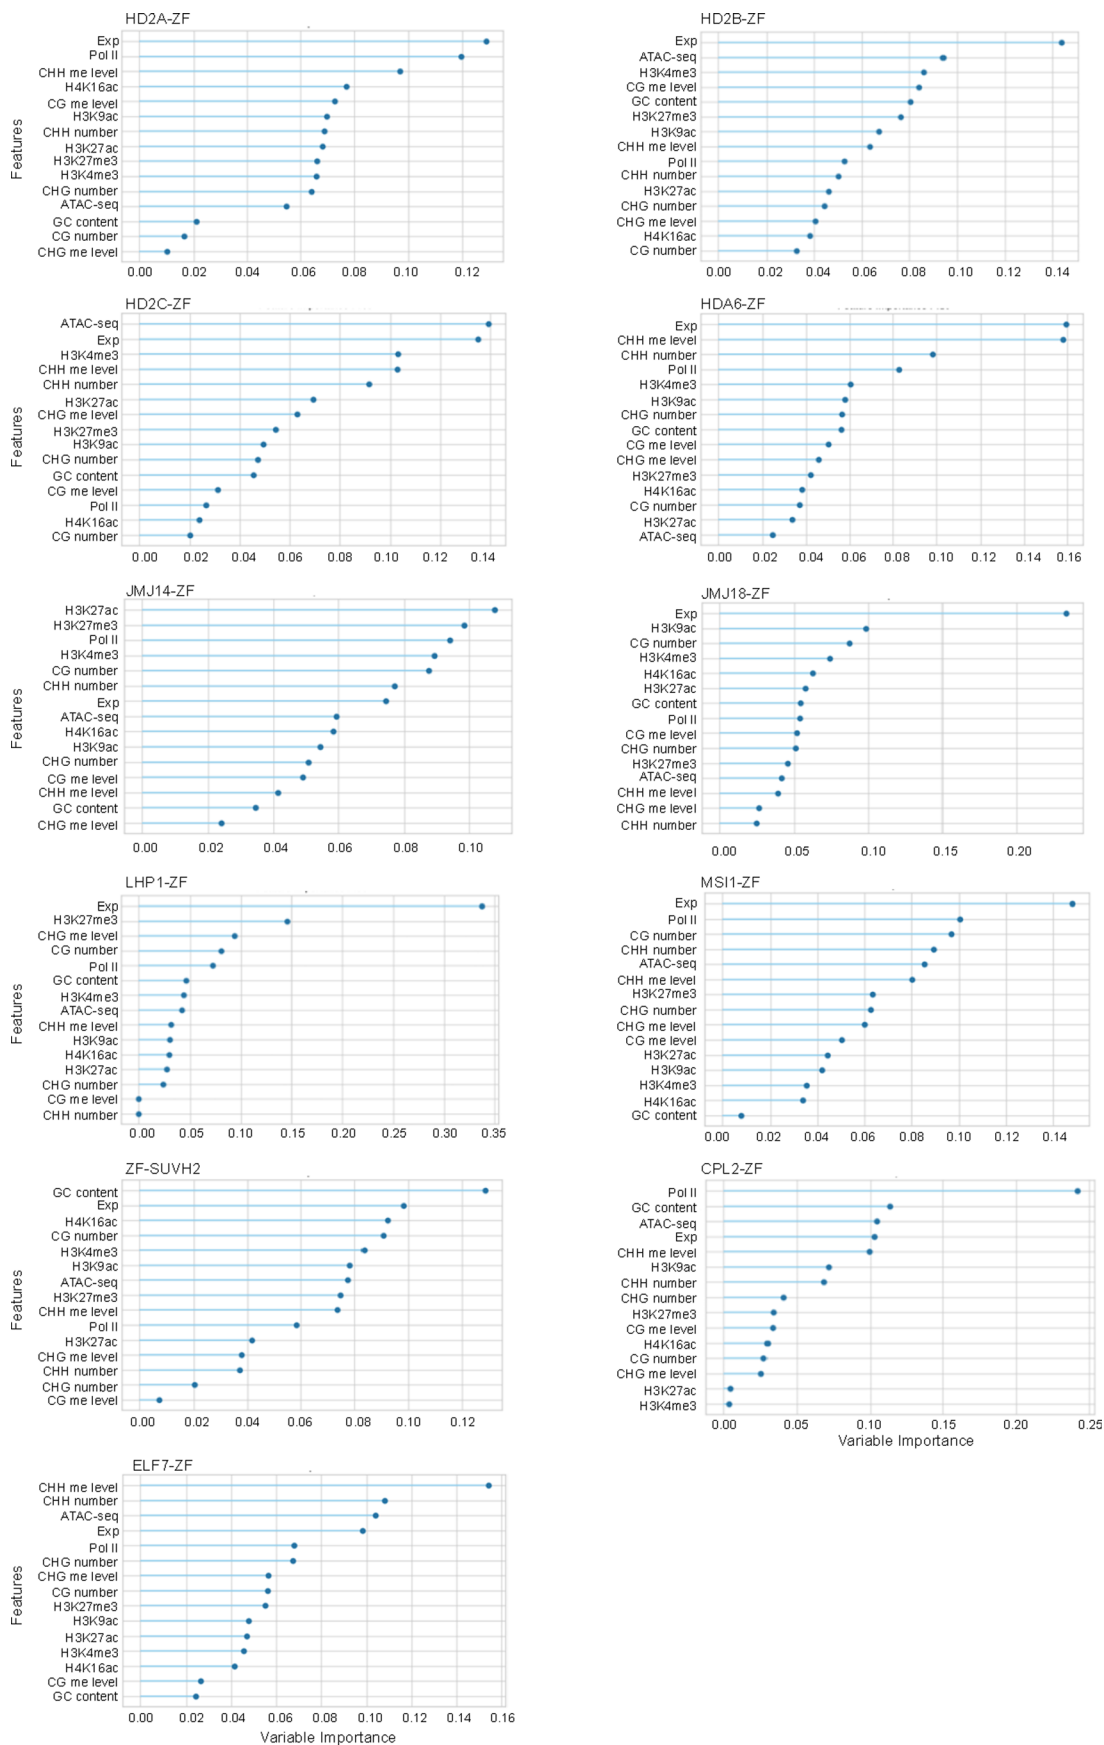 HD2A-ZF
Features
Exp
Pol II
CHH me level
H4K16ac
CG me level
H3K9ac
CHH number
H3K27ac
H3K27me3
H3K4me3
CHG number
ATAC-seq
GC content
CG number
CHG me level
0.00 0.02 0.04 0.06 0.08 0.10 0.12
HD2B-ZF
Exp
ATAC-seq
H3K4me3
CG me level
GC content
H3K27me3
H3K9ac
CHH me level
Pol II
CHH number
H3K27ac
CHG number
CHG me level
H4K16ac
CG number
0.00 0.02 0.04 0.06 0.08 0.10 0.12 0.14
HD2C-ZF
Features
ATAC-seq
Exp
H3K4me3
CHH me level
CHH number
H3K27ac
CHG me level
H3K27me3
H3K9ac
CHG number
GC content
CG me level
Pol II
H4K16ac
CG number
0.00 0.02 0.04 0.06 0.08 0.10 0.12 0.14
HDA6-ZF
Exp
CHH me level
CHH number
Pol II
H3K4me3
H3K9ac
CHG number
GC content
CG me level
CHG me level
H3K27me3
H4K16ac
CG number
H3K27ac
ATAC-seq
0.00 0.02 0.04 0.06 0.08 0.10 0.12 0.14 0.16
JMJ14-ZF
Features
H3K27ac
H3K27me3
Pol II
H3K4me3
CG number
CHH number
Exp
ATAC-seq
H4K16ac
H3K9ac
CHG number
CG me level
CHH me level
GC content
CHG me level
0.00 0.02 0.04 0.06 0.08 0.10
JMJ18-ZF
Exp
H3K9ac
CG number
H3K4me3
H4K16ac
H3K27ac
GC content
Pol II
CG me level
CHG number
H3K27me3
ATAC-seq
CHH me level
CHG me level
CHH number
0.00 0.05 0.10 0.15 0.20
LHP1-ZF
Features
Exp
H3K27me3
CHG me level
CG number
Pol II
GC content
H3K4me3
ATAC-seq
CHH me level
H3K9ac
H4K16ac
H3K27ac
CHG number
CG me level
CHH number
0.00 0.05 0.10 0.15 0.20 0.25 0.30 0.35
MSI1-ZF
Exp
Pol II
CG number
CHH number
ATAC-seq
CHH me level
H3K27me3
CHG number
CHG me level
CG me level
H3K27ac
H3K9ac
H3K4me3
H4K16ac
GC content
0.00 0.02 0.04 0.06 0.08 0.10 0.12 0.14
ZF-SUVH2
Features
GC content
Exp
H4K16ac
CG number
H3K4me3
H3K9ac
ATAC-seq
H3K27me3
CHH me level
Pol II
H3K27ac
CHG me level
CHH number
CHG number
CG me level
0.00 0.02 0.04 0.06 0.08 0.10 0.12
CPL2-ZF
Pol II
GC content
ATAC-seq
Exp
CHH me level
H3K9ac
CHH number
CHG number
H3K27me3
CG me level
H4K16ac
CG number
CHG me level
H3K27ac
H3K4me3
0.00 0.05 0.10 0.15 0.20 0.25
Variable Importance
ELF7-ZF
Features
CHH me level
CHH number
ATAC-seq
Exp
Pol II
CHG number
CHG me level
CG number
H3K27me3
H3K9ac
H3K27ac
H3K4me3
H4K16ac
CG me level
GC content
0.00 0.02 0.04 0.06 0.08 0.10 0.12 0.14 0.16
Variable Importance